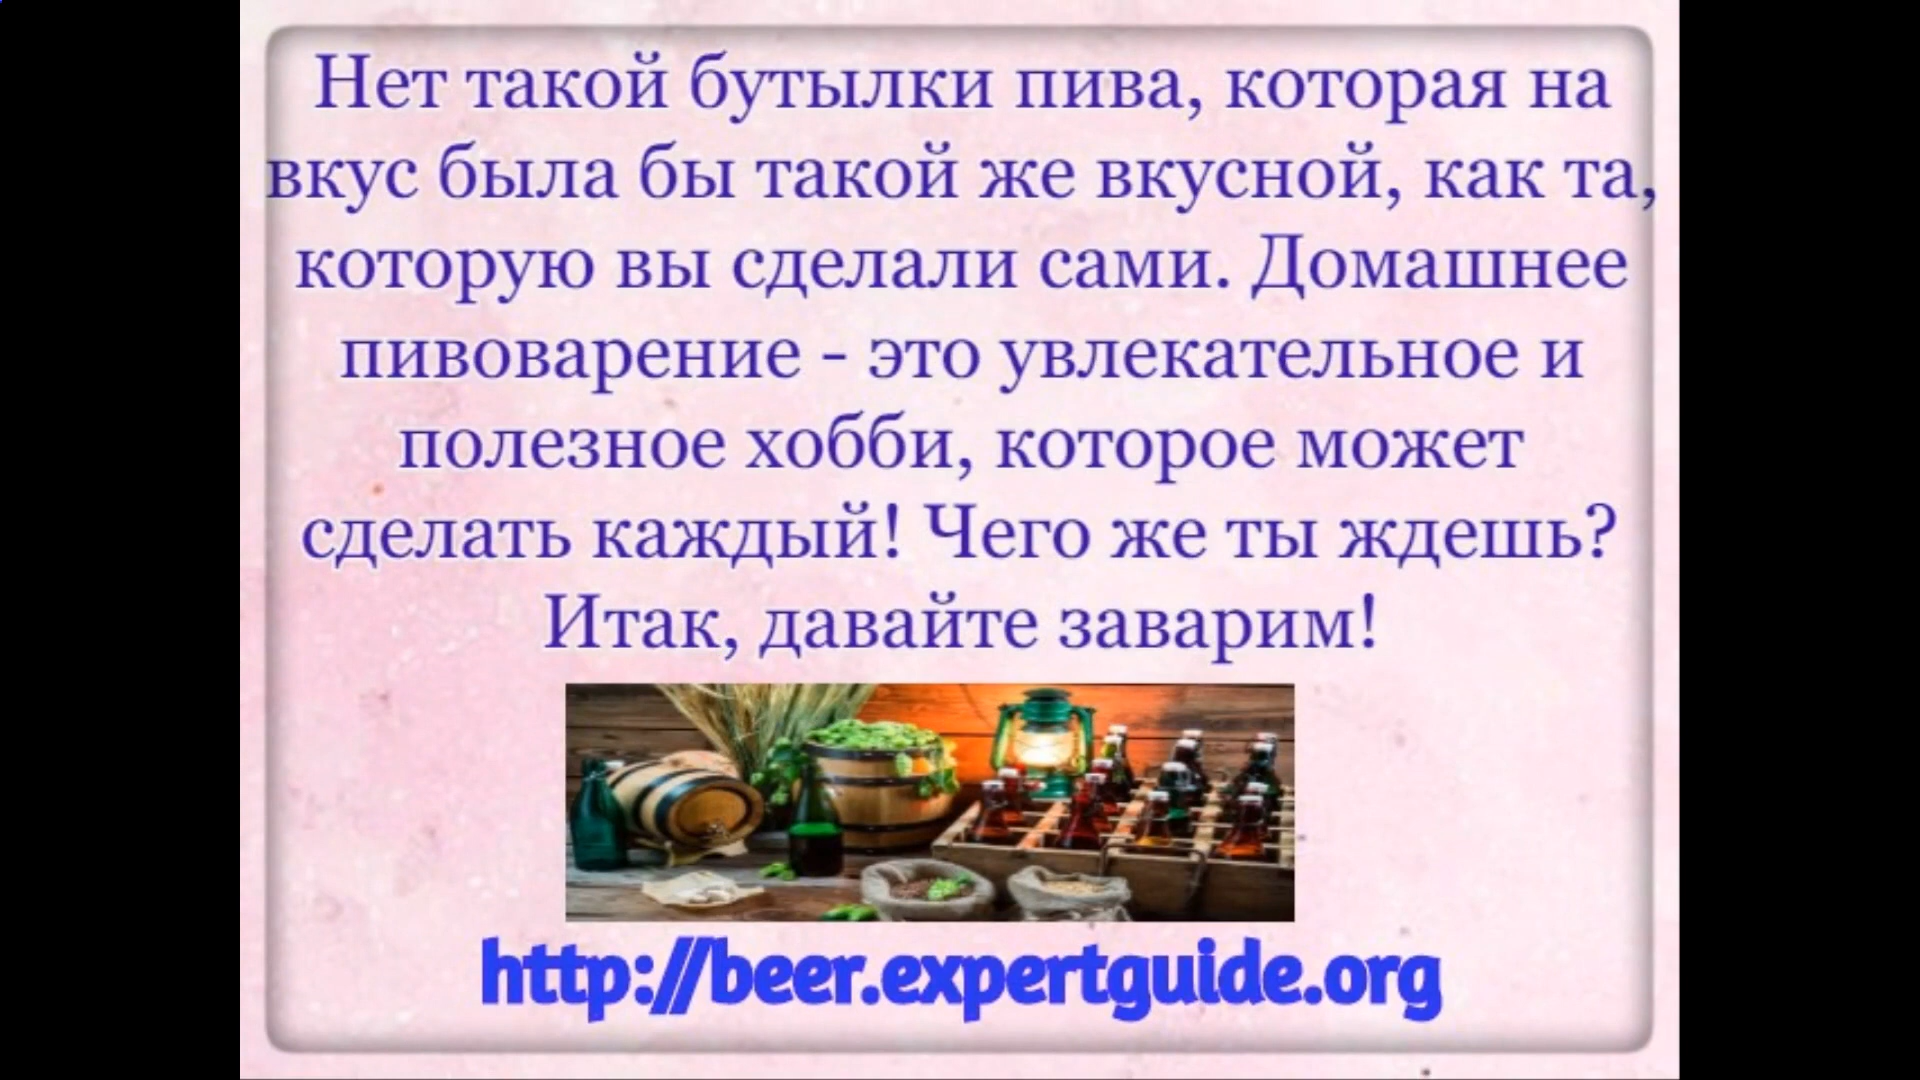 Нет такой бутылки пива, которая на
вкус была бы такой же вкусной, как та,
которую вы сделали сами. Домашнее
пивоварение - это увлекательное и
полезное хобби, которое может
сделать каждый! Чего же ты ждешь?
Итак, давайте заварим!
http://beer.expertguide.org